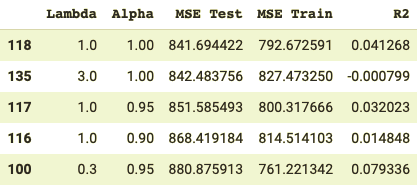 Lambda Alpha MSE Test MSE Train R2
118 1.0 1.00 841.694422 792.672591 0.041268
135 3.0 1.00 842.483756 827.473250 -0.000799
117 1.0 0.95 851.585493 800.317666 0.032023
116 1.0 0.90 868.419184 814.514103 0.014848
100 0.3 0.95 880.875913 761.221342 0.079336